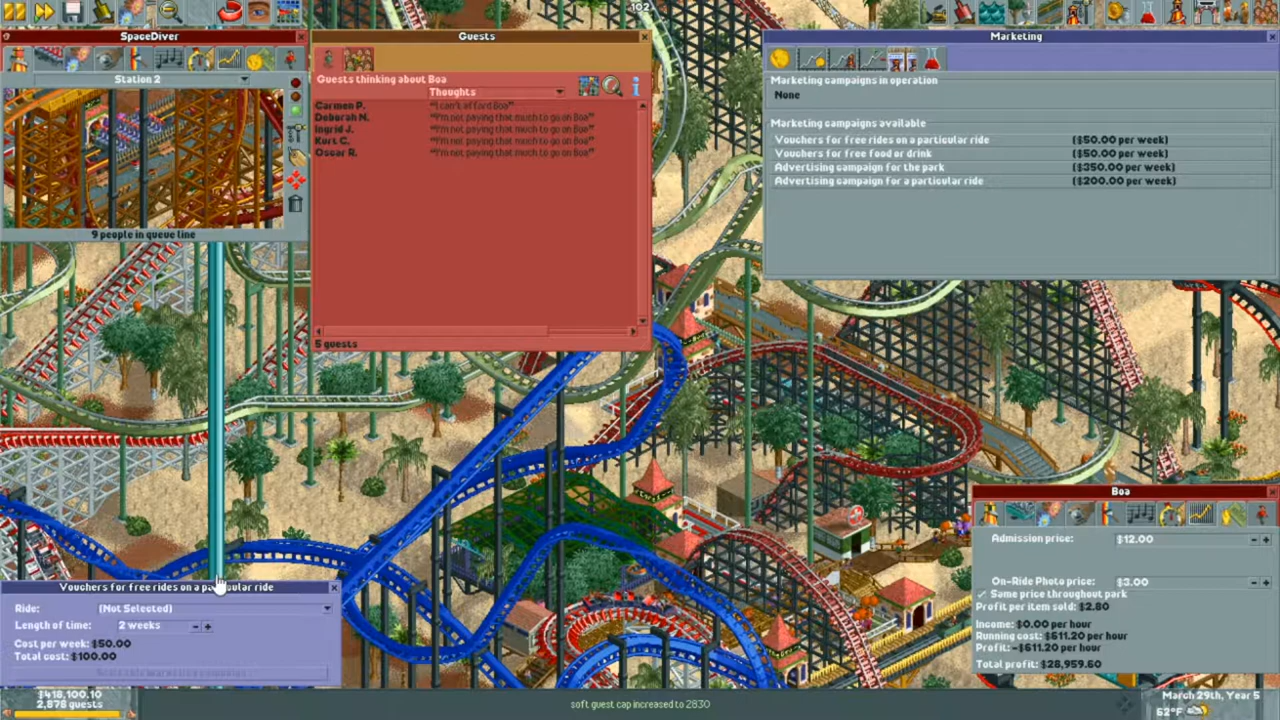 102
SpaceDiver
Station 2
9 people in queue line
Guests
Guests thinking about Boa
Thoughts
Carmen P. "I can't afford Boa"
Deborah N. "I'm not paying that much to go on Boa"
Ingrid J. "I'm not paying that much to go on Boa"
Kurt C. "I'm not paying that much to go on Boa"
Oscar R. "I'm not paying that much to go on Boa"
5 guests
Marketing
Marketing campaigns in operation
None
Marketing campaigns available
Vouchers for free rides on a particular ride ($50.00 per week)
Vouchers for free food or drink ($50.00 per week)
Advertising campaign for the park ($350.00 per week)
Advertising campaign for a particular ride ($200.00 per week)
Boa
Admission price: $12.00 - +
On-Ride Photo price: $3.00 - +
✓ Same price throughout park
Profit per item sold: $2.80
Income: $0.00 per hour
Running cost: $611.20 per hour
Profit: -$611.20 per hour
Total profit: $28,959.60
Vouchers for free rides on a particular ride
Ride: (Not Selected)
Length of time: 2 weeks - +
Cost per week: $50.00
Total cost: $100.00
$418,100.10
2,878 guests
soft guest cap increased to 2830
March 29th, Year 5
62°F